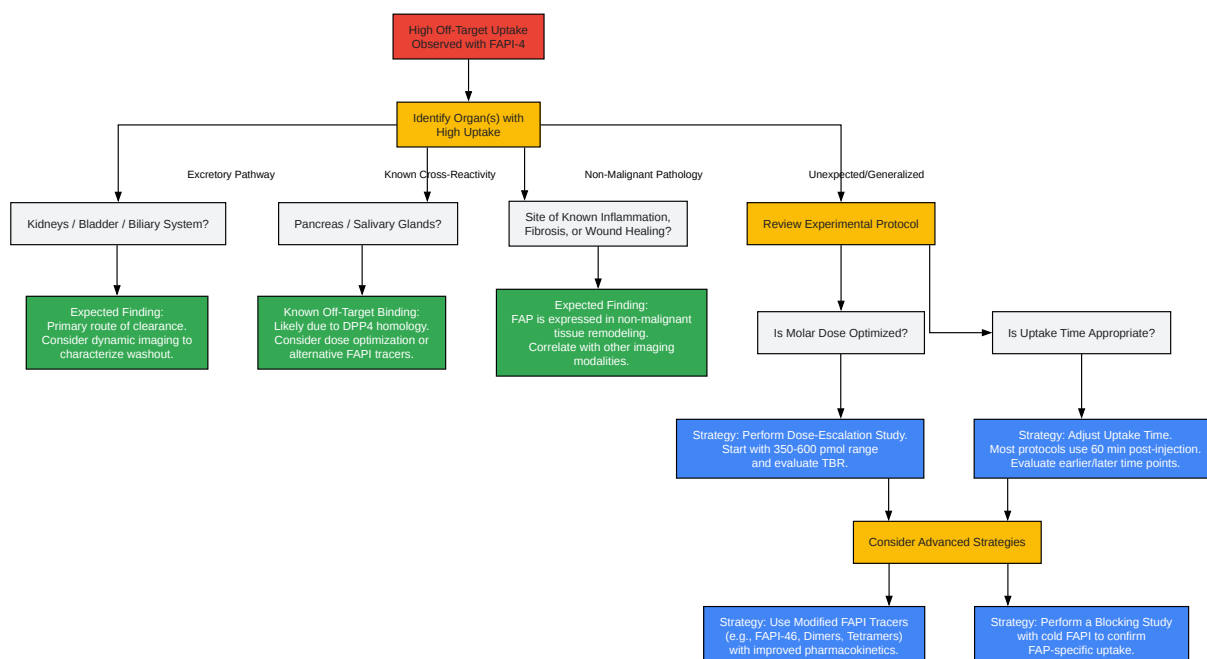 High Off-Target Uptake
Observed with FAPI-4
Identify Organ(s) with
High Uptake
Excretory Pathway
Known Cross-Reactivity
Non-Malignant Pathology
Unexpected/Generalized
Kidneys / Bladder / Biliary System?
Pancreas / Salivary Glands?
Site of Known Inflammation,
Fibrosis, or Wound Healing?
Review Experimental Protocol
Expected Finding:
Primary route of clearance.
Consider dynamic imaging to
characterize washout.
Known Off-Target Binding:
Likely due to DPP4 homology.
Consider dose optimization or
alternative FAPI tracers.
Expected Finding:
FAP is expressed in non-malignant
tissue remodeling.
Correlate with other imaging
modalities.
Is Molar Dose Optimized?
Is Uptake Time Appropriate?
Strategy: Perform Dose-Escalation Study.
Start with 350-600 pmol range
and evaluate TBR.
Strategy: Adjust Uptake Time.
Most protocols use 60 min post-injection.
Evaluate earlier/later time points.
Consider Advanced Strategies
Strategy: Use Modified FAPI Tracers
(e.g., FAPI-46, Dimers, Tetramers)
with improved pharmacokinetics.
Strategy: Perform a Blocking Study
with cold FAPI to confirm
FAP-specific uptake.